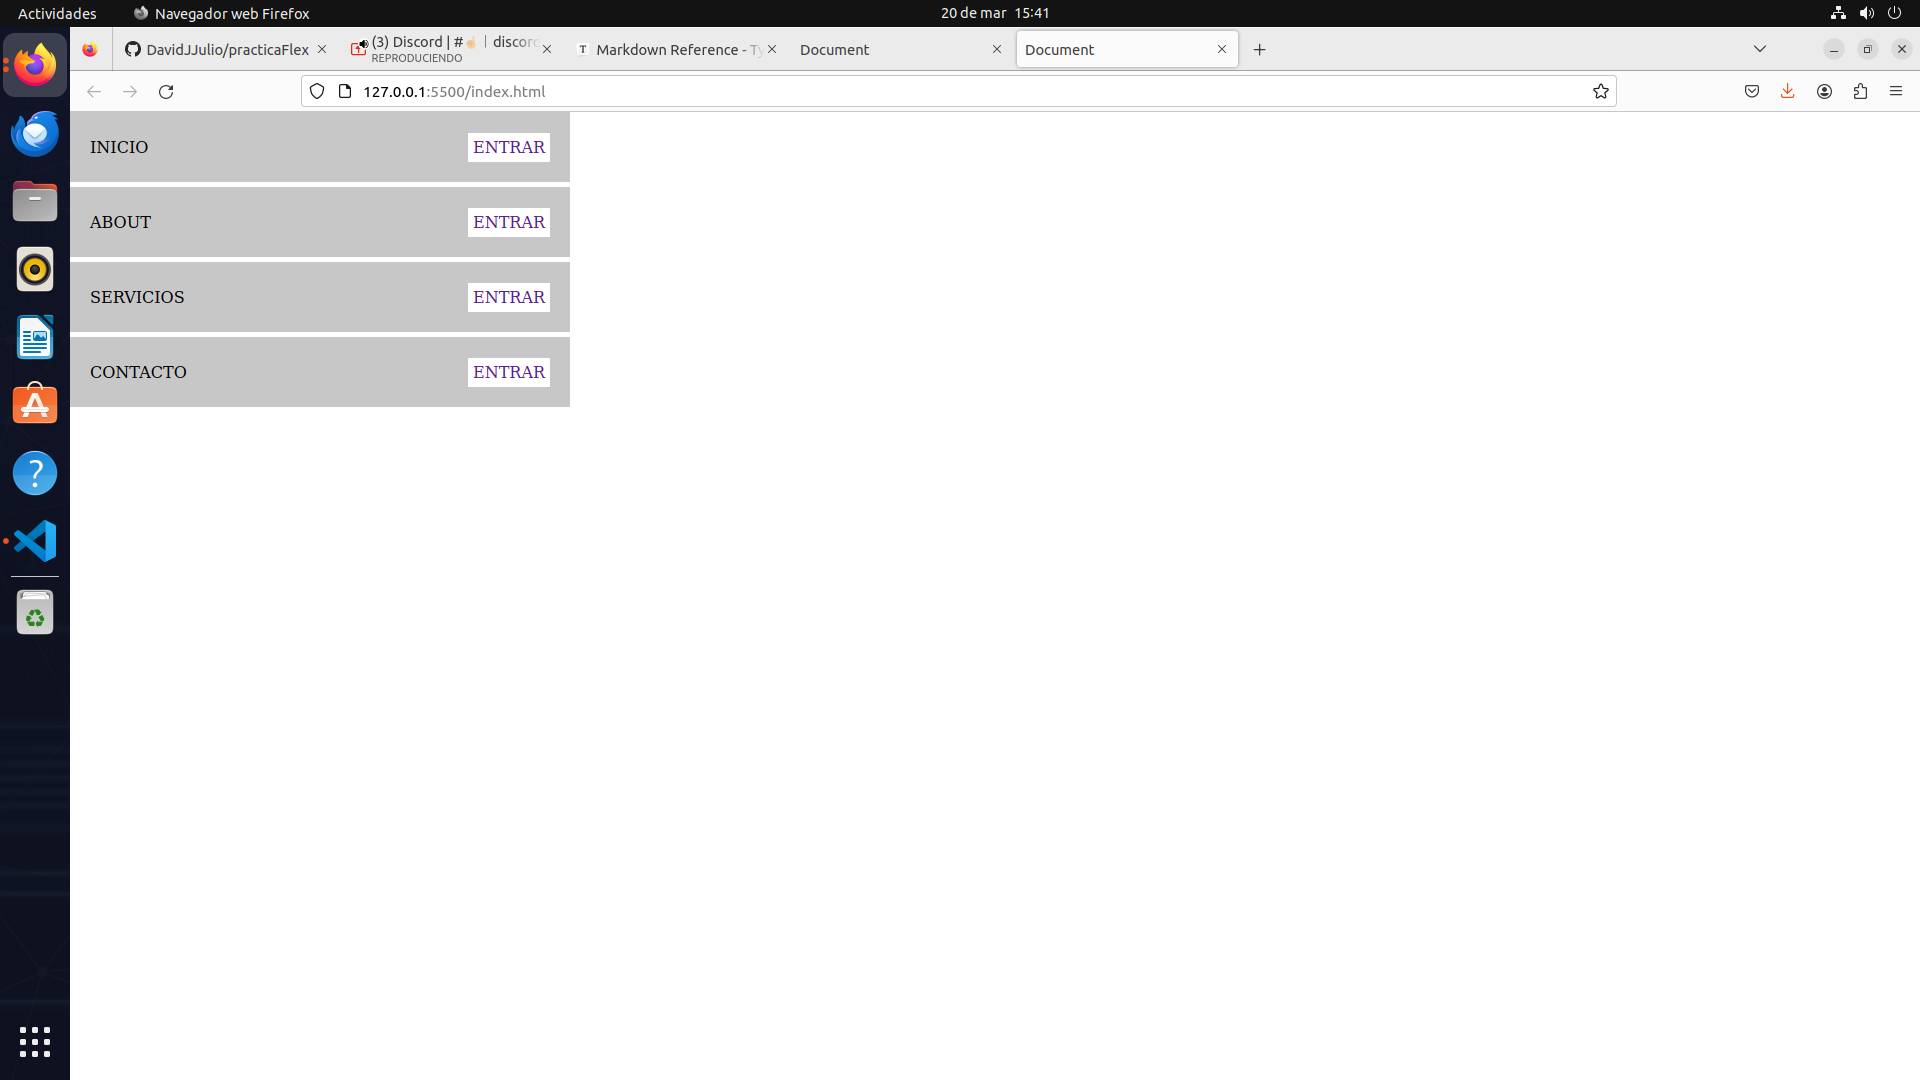 Actividades
Navegador web Firefox
20 de mar 15:41
DavidJJulio/practicaFlex
(3) Discord | #☝🏻 | discord
REPRODUCIENDO
Markdown Reference - Ty
Document
Document
127.0.0.1:5500/index.html
INICIO ENTRAR
ABOUT ENTRAR
SERVICIOS ENTRAR
CONTACTO ENTRAR